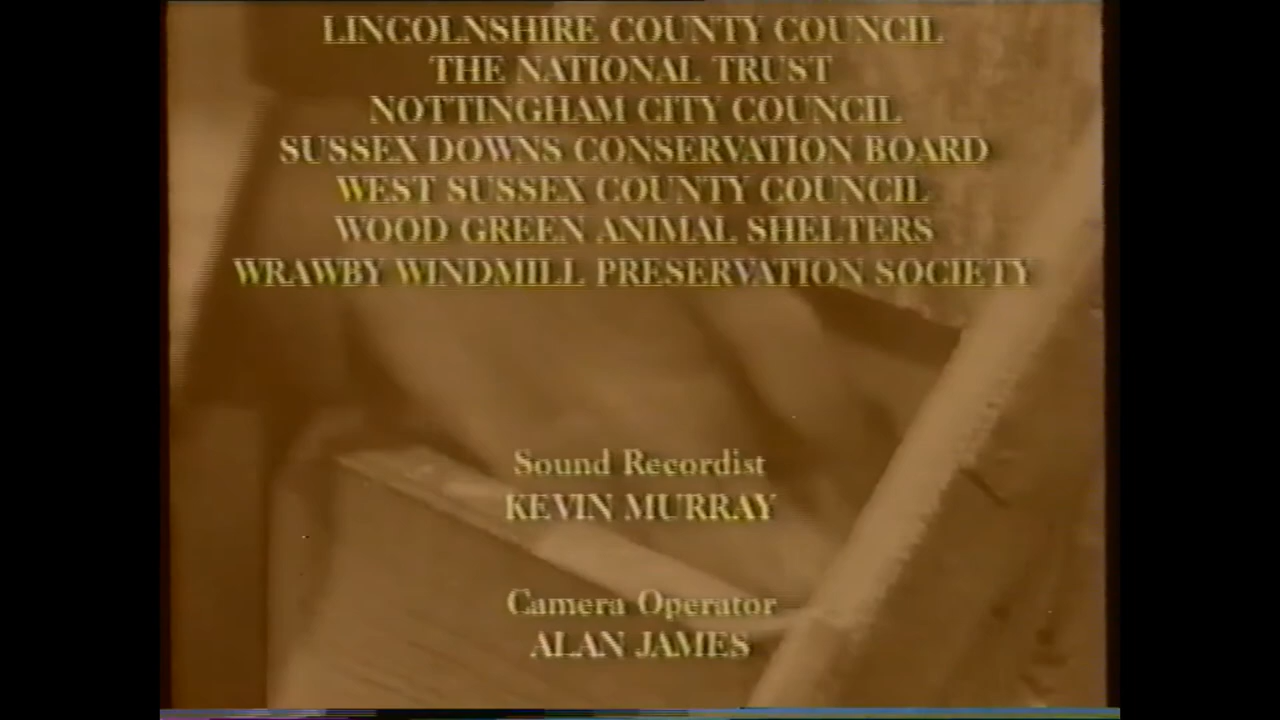 LINCOLNSHIRE COUNTY COUNCIL
THE NATIONAL TRUST
NOTTINGHAM CITY COUNCIL
SUSSEX DOWNS CONSERVATION BOARD
WEST SUSSEX COUNTY COUNCIL
WOOD GREEN ANIMAL SHELTERS
WRAWBY WINDMILL PRESERVATION SOCIETY
Sound Recordist
KEVIN MURRAY
Camera Operator
ALAN JAMES